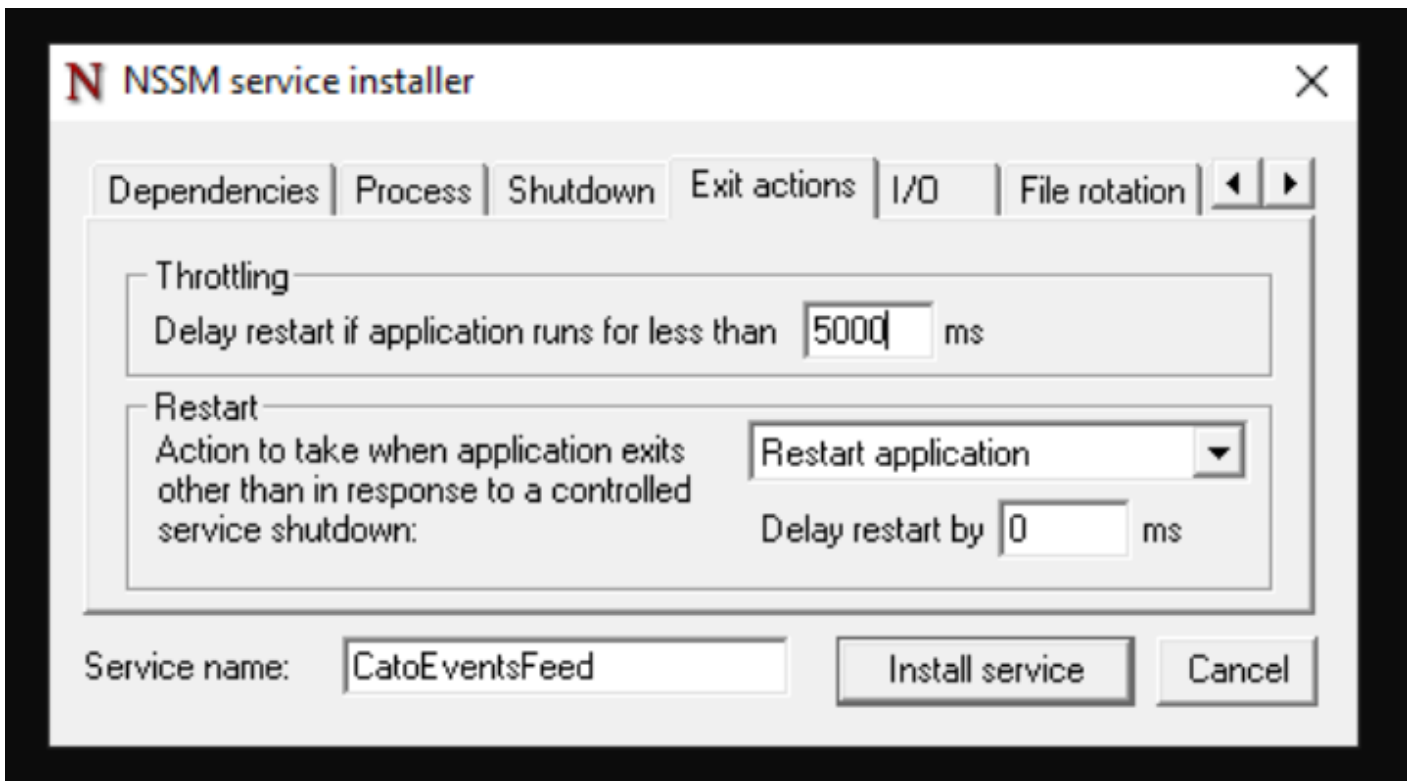 N NSSM service installer
Dependencies Process Shutdown Exit actions I/O File rotation
Throttling
Delay restart if application runs for less than 5000 ms
Restart
Action to take when application exits
other than in response to a controlled
service shutdown:
Restart application
Delay restart by 0 ms
Service name: CatoEventsFeed Install service Cancel